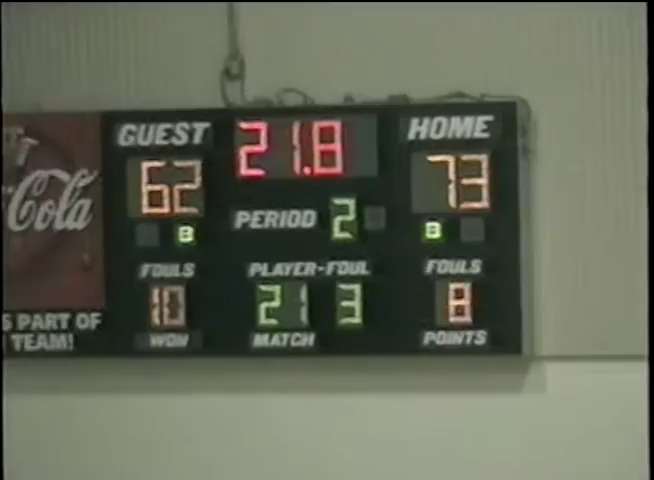 GUEST 21.8 HOME
62 73
Coca-Cola
PERIOD 2
B B
FOULS PLAYER-FOUL FOULS
10 21 3 8
S PART OF
TEAM!
WON MATCH POINTS